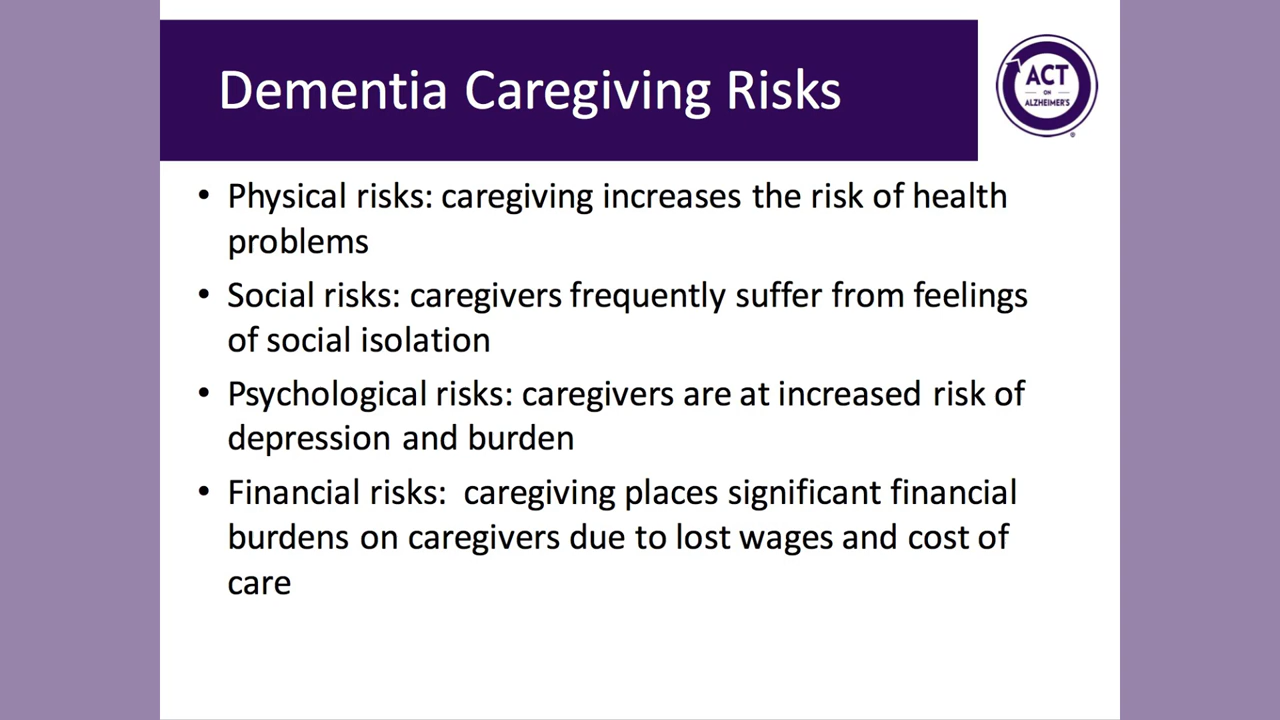 Dementia Caregiving Risks
ACT
ON
ALZHEIMER'S
®
• Physical risks: caregiving increases the risk of health
problems
• Social risks: caregivers frequently suffer from feelings
of social isolation
• Psychological risks: caregivers are at increased risk of
depression and burden
• Financial risks:  caregiving places significant financial
burdens on caregivers due to lost wages and cost of
care